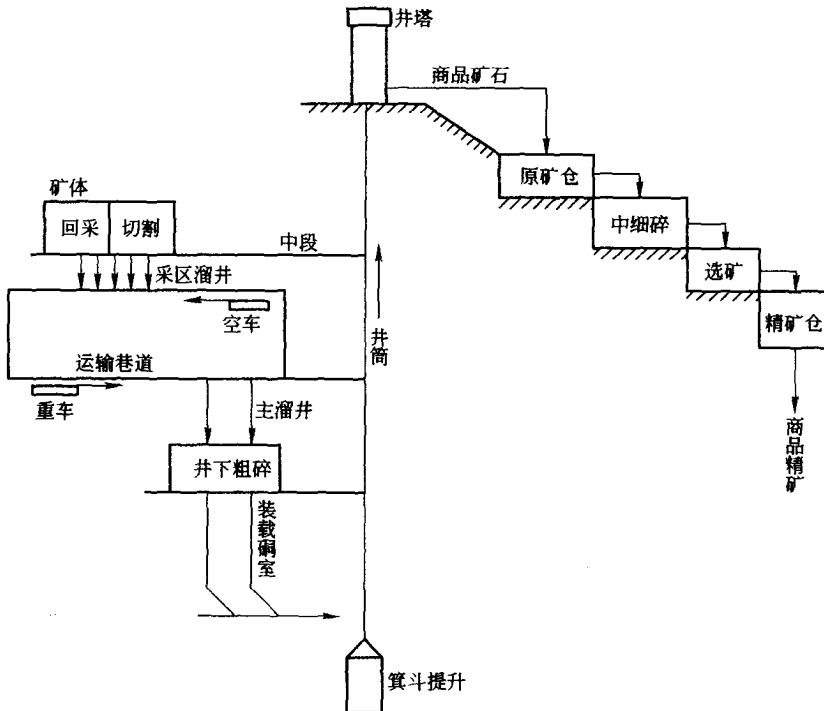 井塔
商品矿石
原矿仓
矿体
回采
切割
中段
中细碎
采区溜井
选矿
空车
井筒
精矿仓
运输巷道
重车
主溜井
商品精矿
井下粗碎
装载硐室
箕斗提升